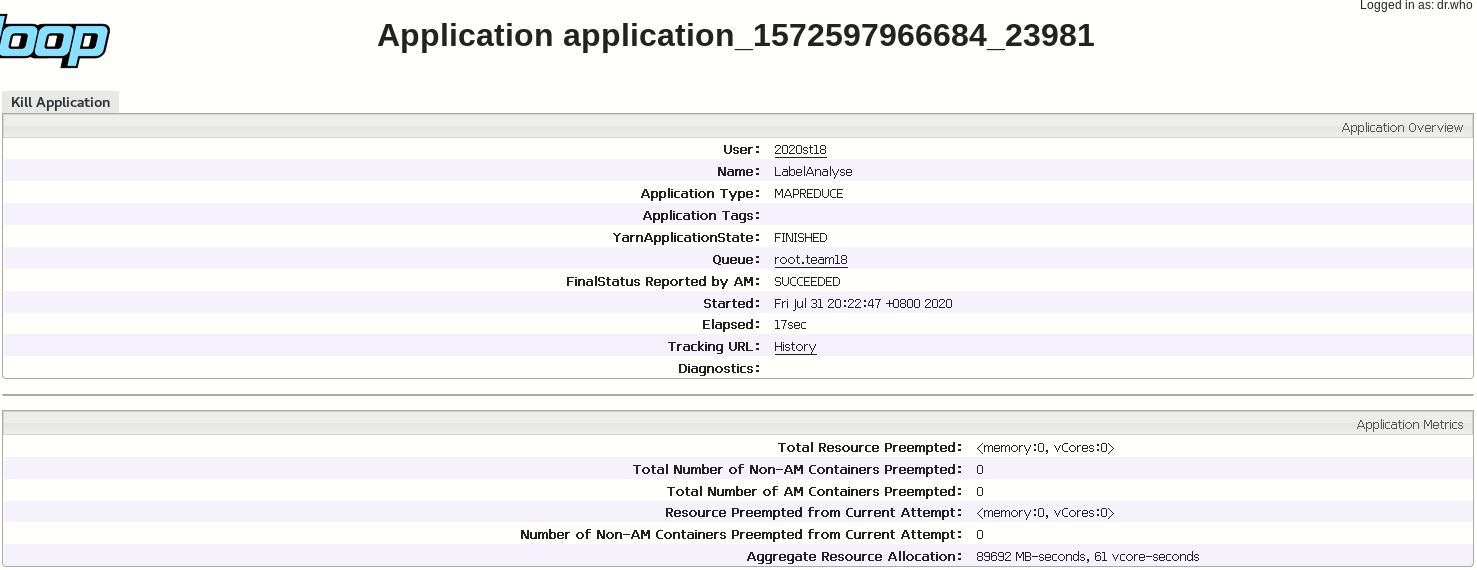 Logged in as: dr.who
oop
Application application_1572597966684_23981
Kill Application
Application Overview
User: 2020st18
Name: LabelAnalyse
Application Type: MAPREDUCE
Application Tags:
YarnApplicationState: FINISHED
Queue: root.team18
FinalStatus Reported by AM: SUCCEEDED
Started: Fri Jul 31 20:22:47 +0800 2020
Elapsed: 17sec
Tracking URL: History
Diagnostics:
Application Metrics
Total Resource Preempted: <memory:0, vCores:0>
Total Number of Non-AM Containers Preempted: 0
Total Number of AM Containers Preempted: 0
Resource Preempted from Current Attempt: <memory:0, vCores:0>
Number of Non-AM Containers Preempted from Current Attempt: 0
Aggregate Resource Allocation: 89692 MB-seconds, 61 vcore-seconds